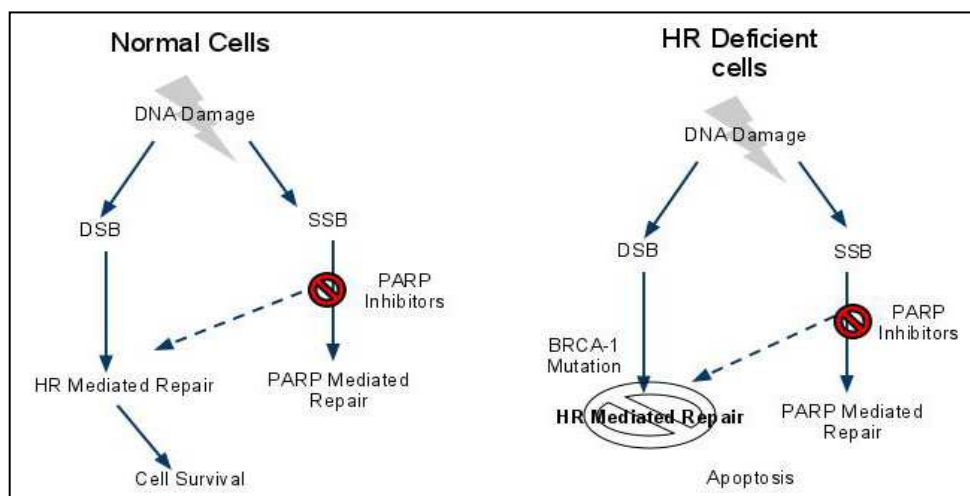 Normal Cells
DNA Damage
DSB
SSB
PARP
Inhibitors
HR Mediated Repair
PARP Mediated
Repair
Cell Survival
HR Deficient
cells
DNA Damage
DSB
SSB
PARP
Inhibitors
BRCA-1
Mutation
HR Mediated Repair
PARP Mediated
Repair
Apoptosis